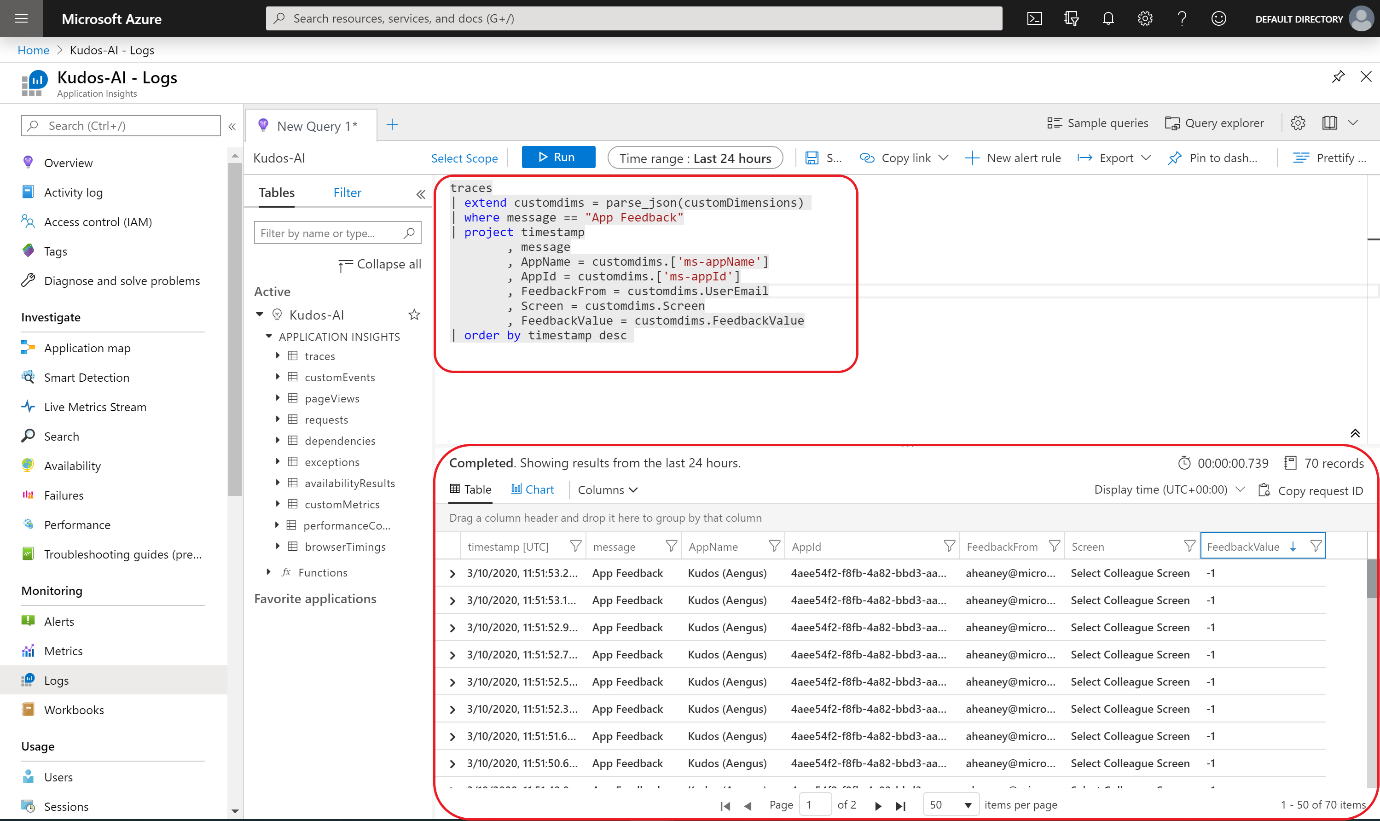 Microsoft Azure
Search resources, services, and docs (G+/)
DEFAULT DIRECTORY
Home > Kudos-AI - Logs
Kudos-AI - Logs
Application Insights
Search (Ctrl+/)
Overview
Activity log
Access control (IAM)
Tags
Diagnose and solve problems
Investigate
Application map
Smart Detection
Live Metrics Stream
Search
Availability
Failures
Performance
Troubleshooting guides (pre...
Monitoring
Alerts
Metrics
Logs
Workbooks
Usage
Users
Sessions
New Query 1*
Sample queries
Query explorer
Kudos-AI
Select Scope
Run
Time range : Last 24 hours
S...
Copy link
New alert rule
Export
Pin to dash...
Prettify ...
Tables
Filter
Filter by name or type...
Collapse all
Active
Kudos-AI
APPLICATION INSIGHTS
traces
customEvents
pageViews
requests
dependencies
exceptions
availabilityResults
customMetrics
performanceCo...
browserTimings
fx Functions
Favorite applications
traces
| extend customdims = parse_json(customDimensions)
| where message == "App Feedback"
| project timestamp
, message
, AppName = customdims.['ms-appName']
, AppId = customdims.['ms-appId']
, FeedbackFrom = customdims.UserEmail
, Screen = customdims.Screen
, FeedbackValue = customdims.FeedbackValue
| order by timestamp desc
Completed. Showing results from the last 24 hours.
00:00:00.739
70 records
Table
Chart
Columns
Display time (UTC+00:00)
Copy request ID
Drag a column header and drop it here to group by that column
timestamp [UTC] message AppName AppId FeedbackFrom Screen FeedbackValue
3/10/2020, 11:51:53.2... App Feedback Kudos (Aengus) 4aee54f2-f8fb-4a82-bbd3-aa... aheaney@micro... Select Colleague Screen -1
3/10/2020, 11:51:53.1... App Feedback Kudos (Aengus) 4aee54f2-f8fb-4a82-bbd3-aa... aheaney@micro... Select Colleague Screen -1
3/10/2020, 11:51:52.9... App Feedback Kudos (Aengus) 4aee54f2-f8fb-4a82-bbd3-aa... aheaney@micro... Select Colleague Screen -1
3/10/2020, 11:51:52.7... App Feedback Kudos (Aengus) 4aee54f2-f8fb-4a82-bbd3-aa... aheaney@micro... Select Colleague Screen -1
3/10/2020, 11:51:52.5... App Feedback Kudos (Aengus) 4aee54f2-f8fb-4a82-bbd3-aa... aheaney@micro... Select Colleague Screen -1
3/10/2020, 11:51:52.3... App Feedback Kudos (Aengus) 4aee54f2-f8fb-4a82-bbd3-aa... aheaney@micro... Select Colleague Screen -1
3/10/2020, 11:51:51.6... App Feedback Kudos (Aengus) 4aee54f2-f8fb-4a82-bbd3-aa... aheaney@micro... Select Colleague Screen -1
3/10/2020, 11:51:50.6... App Feedback Kudos (Aengus) 4aee54f2-f8fb-4a82-bbd3-aa... aheaney@micro... Select Colleague Screen -1
Page 1 of 2
50 items per page
1 - 50 of 70 items